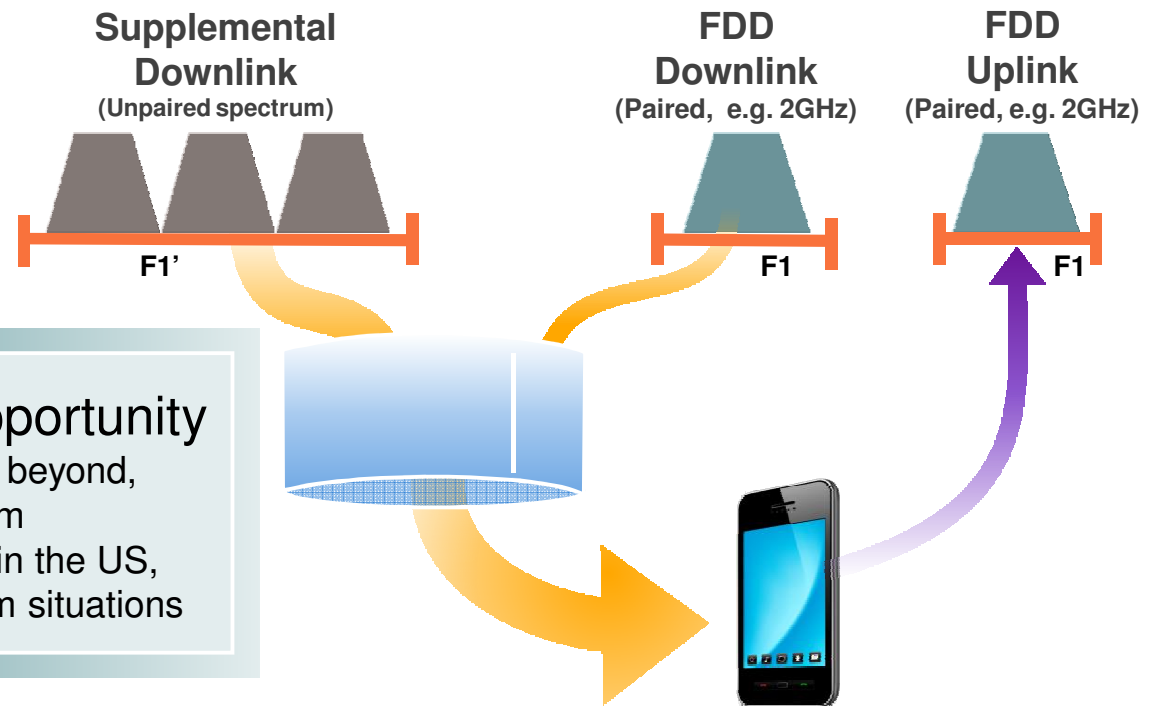 Supplemental
Downlink
(Unpaired spectrum)
FDD
Downlink
(Paired, e.g. 2GHz)
FDD
Uplink
(Paired, e.g. 2GHz)
F1’
F1
F1
beyond,
in the US,
situations